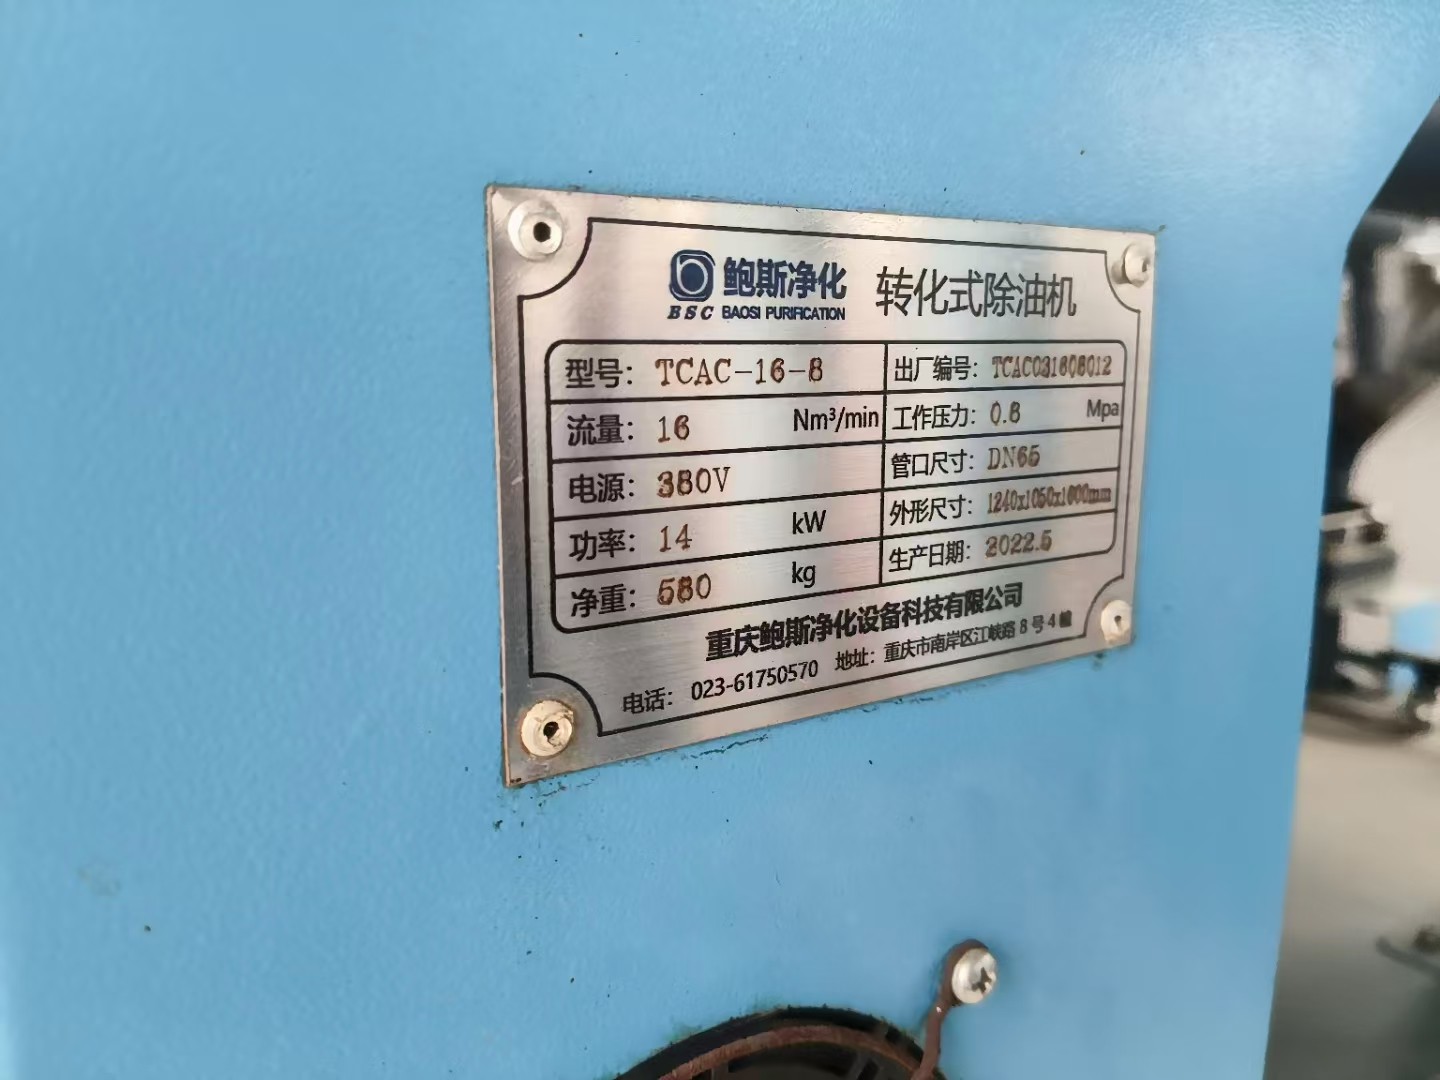 鲍斯净化 转化式除油机
BSC BAOSI PURIFICATION
型号：TCAC-16-8 出厂编号：TCAC031608012
流量：16 Nm³/min 工作压力：0.8 Mpa
电源：380V 管口尺寸：DN65
功率：14 kW 外形尺寸：1240x1050x1600mm
净重：580 kg 生产日期：2022.5
重庆鲍斯净化设备科技有限公司
电话：023-61750570 地址：重庆市南岸区江峡路8号4幢